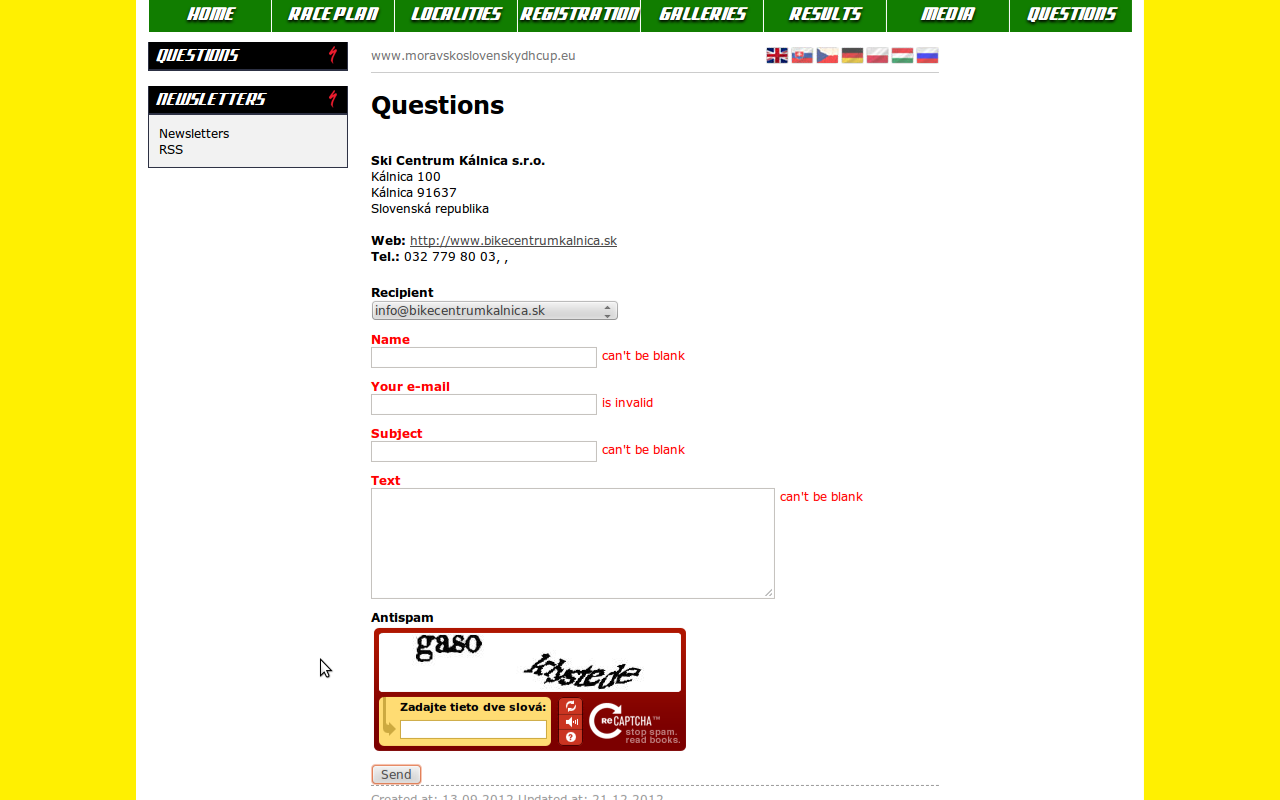 HOME RACE PLAN LOCALITIES REGISTRATION GALLERIES RESULTS MEDIA QUESTIONS
QUESTIONS
NEWSLETTERS
Newsletters
RSS
www.moravskoslovenskydhcup.eu
Questions
Ski Centrum Kálnica s.r.o.
Kálnica 100
Kálnica 91637
Slovenská republika
Web: http://www.bikecentrumkalnica.sk
Tel.: 032 779 80 03, ,
Recipient
info@bikecentrumkalnica.sk
Name
can't be blank
Your e-mail
is invalid
Subject
can't be blank
Text
can't be blank
Antispam
gaso
Zadajte tieto dve slová:
reCAPTCHA™
stop spam.
read books.
Send
Created at: 13.09.2012 Updated at: 21.12.2012